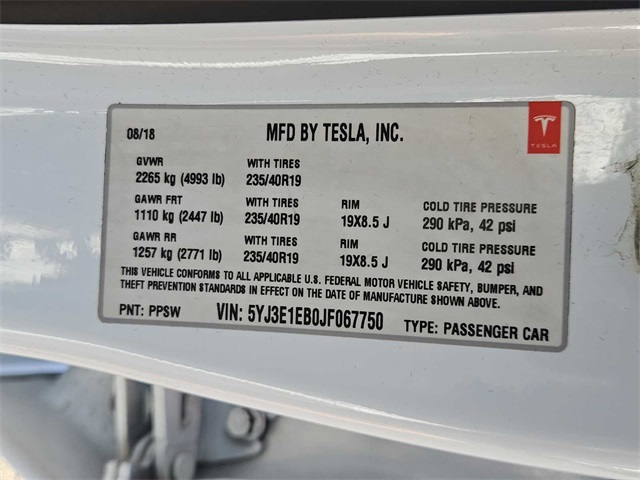 08/18 MFD BY TESLA, INC.
TESLA
GVWR WITH TIRES
2265 kg (4993 lb) 235/40R19
GAWR FRT WITH TIRES RIM COLD TIRE PRESSURE
1110 kg (2447 lb) 235/40R19 19X8.5 J 290 kPa, 42 psi
GAWR RR WITH TIRES RIM COLD TIRE PRESSURE
1257 kg (2771 lb) 235/40R19 19X8.5 J 290 kPa, 42 psi
THIS VEHICLE CONFORMS TO ALL APPLICABLE U.S. FEDERAL MOTOR VEHICLE SAFETY, BUMPER, AND
THEFT PREVENTION STANDARDS IN EFFECT ON THE DATE OF MANUFACTURE SHOWN ABOVE.
PNT: PPSW VIN: 5YJ3E1EB0JF067750 TYPE: PASSENGER CAR